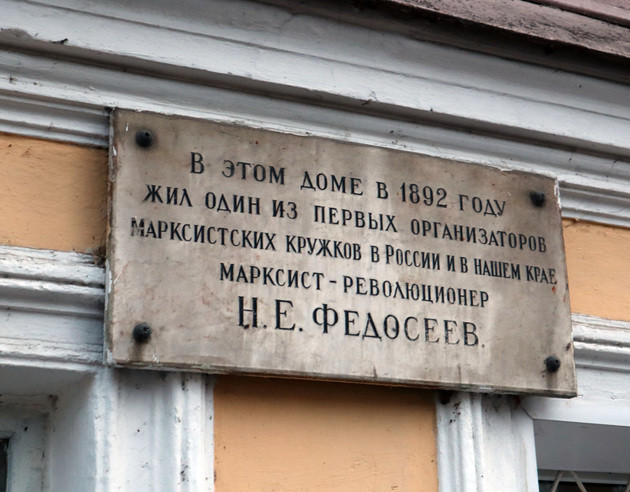 В ЭТОМ ДОМЕ В 1892 ГОДУ
ЖИЛ ОДИН ИЗ ПЕРВЫХ ОРГАНИЗАТОРОВ
МАРКСИСТСКИХ КРУЖКОВ В РОССИИ И В НАШЕМ КРАЕ
МАРКСИСТ-РЕВОЛЮЦИОНЕР
Н.Е. ФЕДОСЕЕВ.